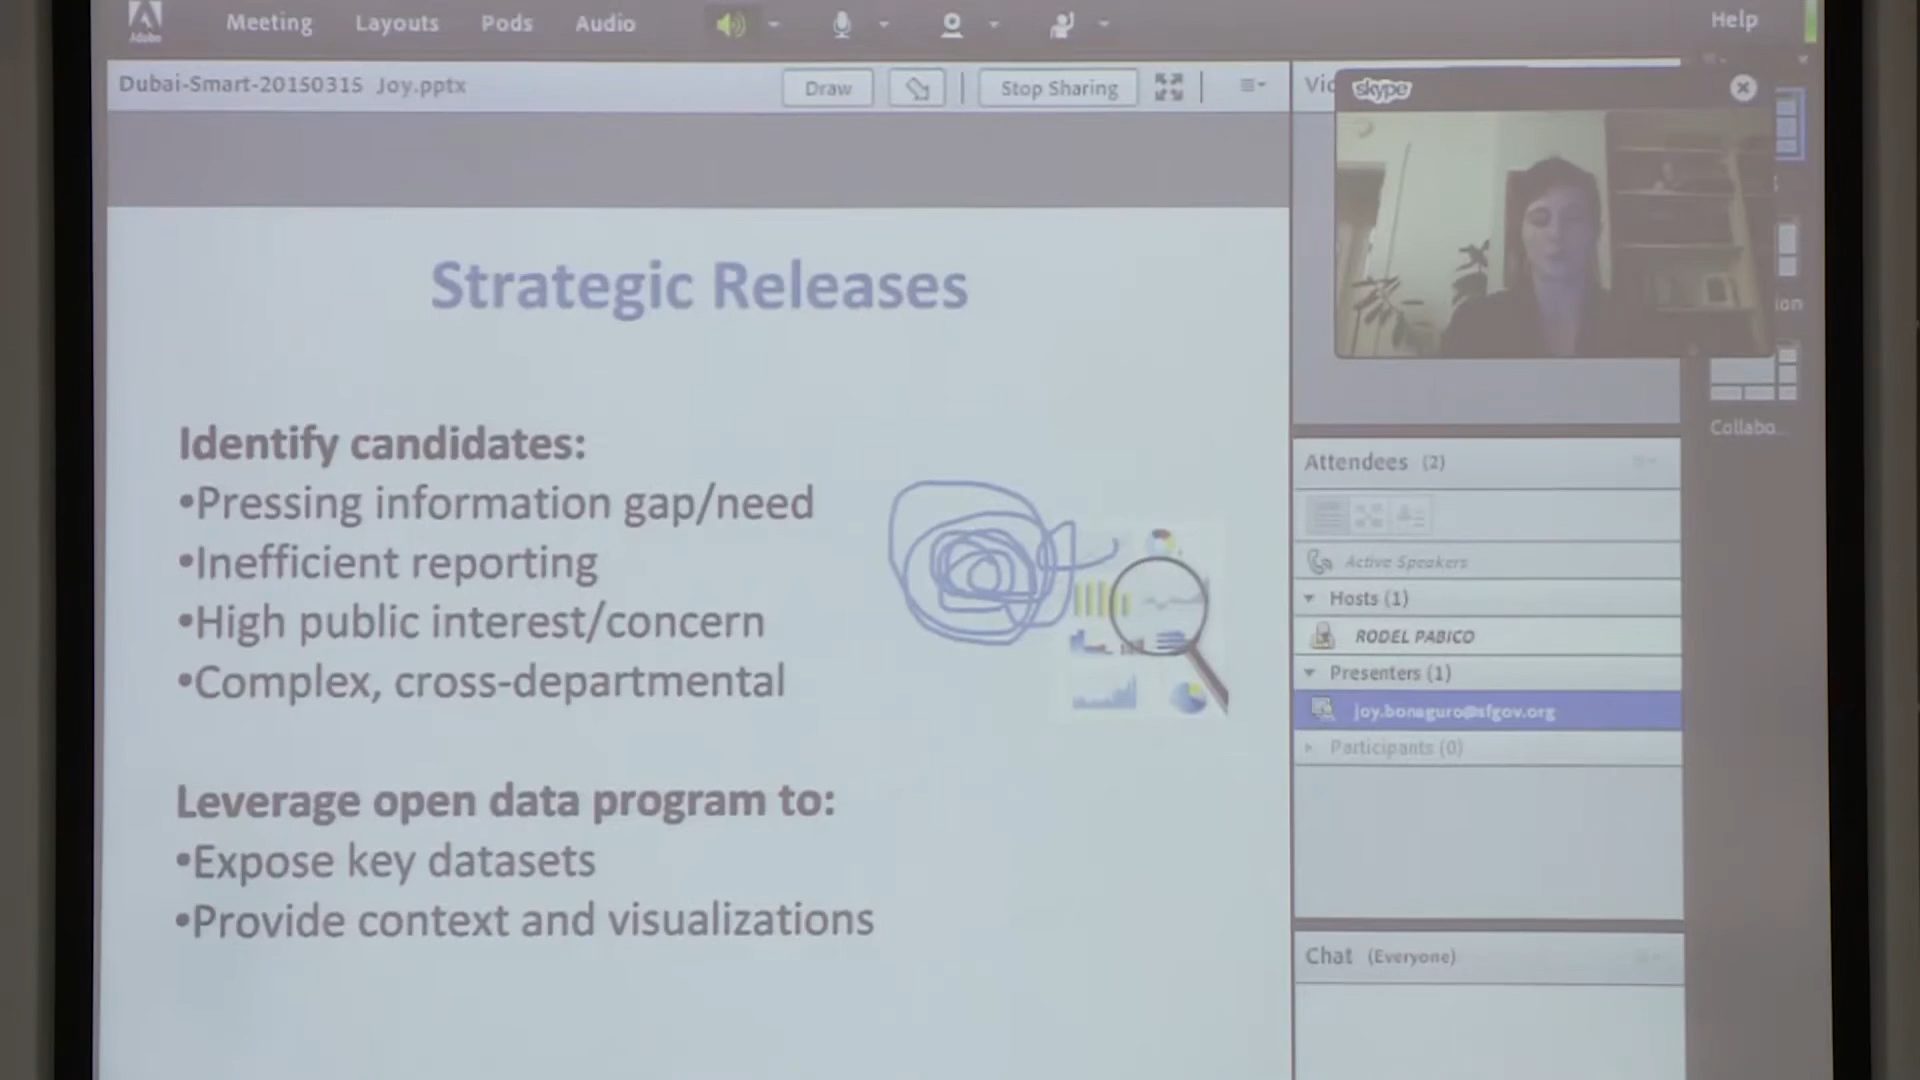 Adobe
Meeting Layouts Pods Audio Help
Dubai-Smart-20150315 Joy.pptx
Draw
Stop Sharing
skype
Strategic Releases
Identify candidates:
•Pressing information gap/need
•Inefficient reporting
•High public interest/concern
•Complex, cross-departmental
Leverage open data program to:
•Expose key datasets
•Provide context and visualizations
Collabo...
Attendees (2)
Active Speakers
Hosts (1)
RODEL PABICO
Presenters (1)
joy.bonaguro@sfgov.org
Participants (0)
Chat (Everyone)